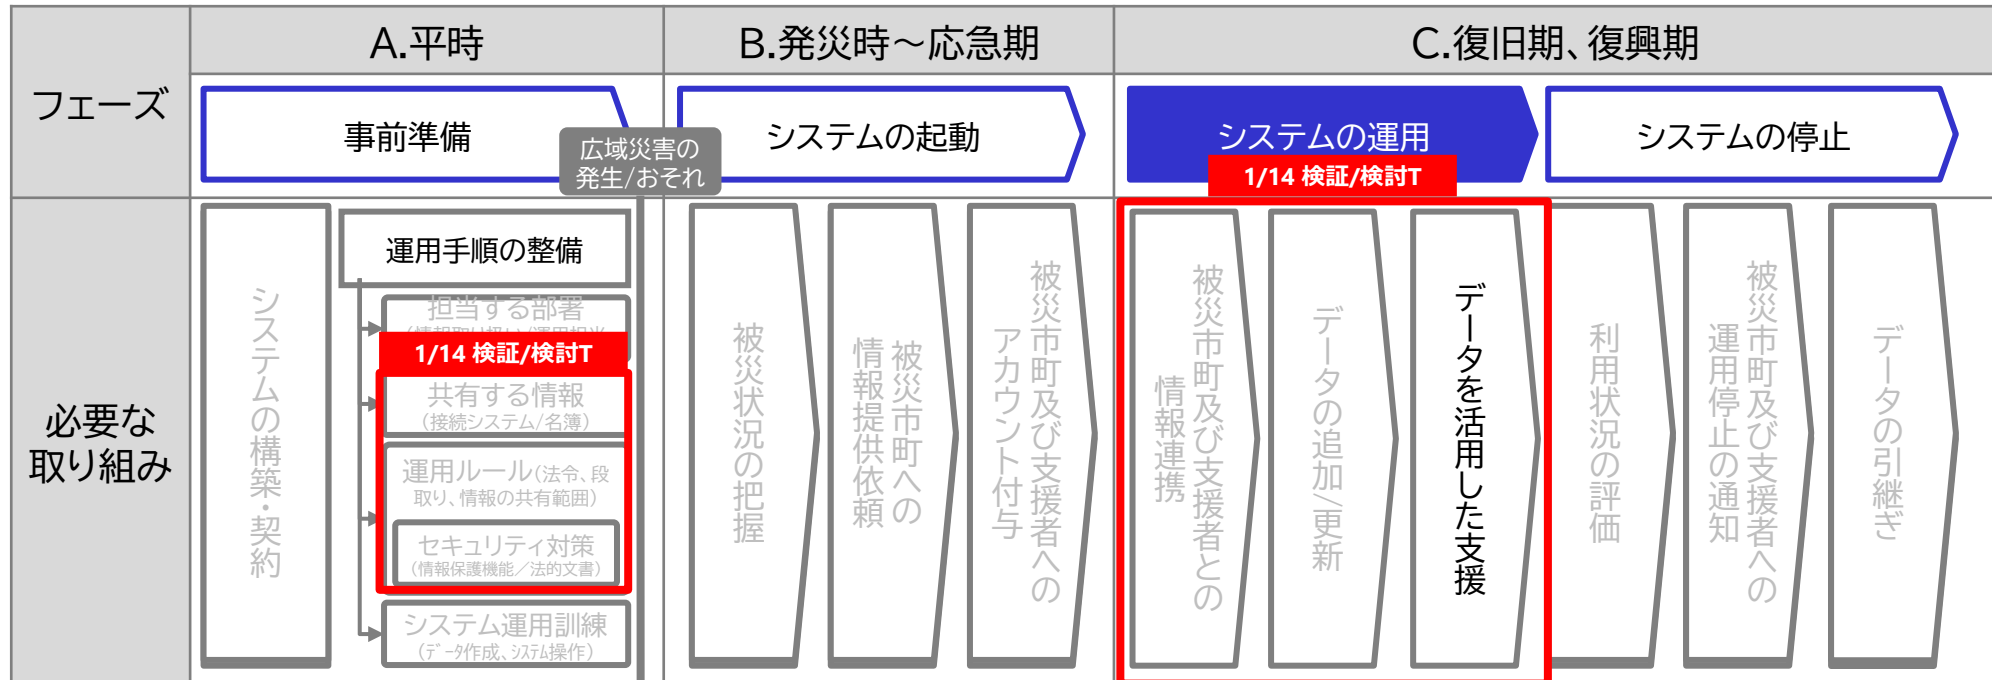 フェーズ
A.平時
B.発災時～応急期
C.復旧期、復興期
事前準備
広域災害の
発生/おそれ
システムの起動
システムの運用
1/14 検証/検討T
システムの停止
必要な
取り組み
システムの構築・契約
運用手順の整備
担当する部署
1/14 検証/検討T
共有する情報
(接続システム/名簿)
運用ルール(法令、段
取り、情報の共有範囲)
セキュリティ対策
(情報保護機能／法的文書)
システム運用訓練
(ﾃﾞｰﾀ作成、ｼｽﾃﾑ操作)
被災状況の把握
被災市町への
情報提供依頼
被災市町及び支援者への
アカウント付与
被災市町及び支援者との
情報連携
データの追加/更新
データを活用した支援
利用状況の評価
被災市町及び支援者への
運用停止の通知
データの引継ぎ